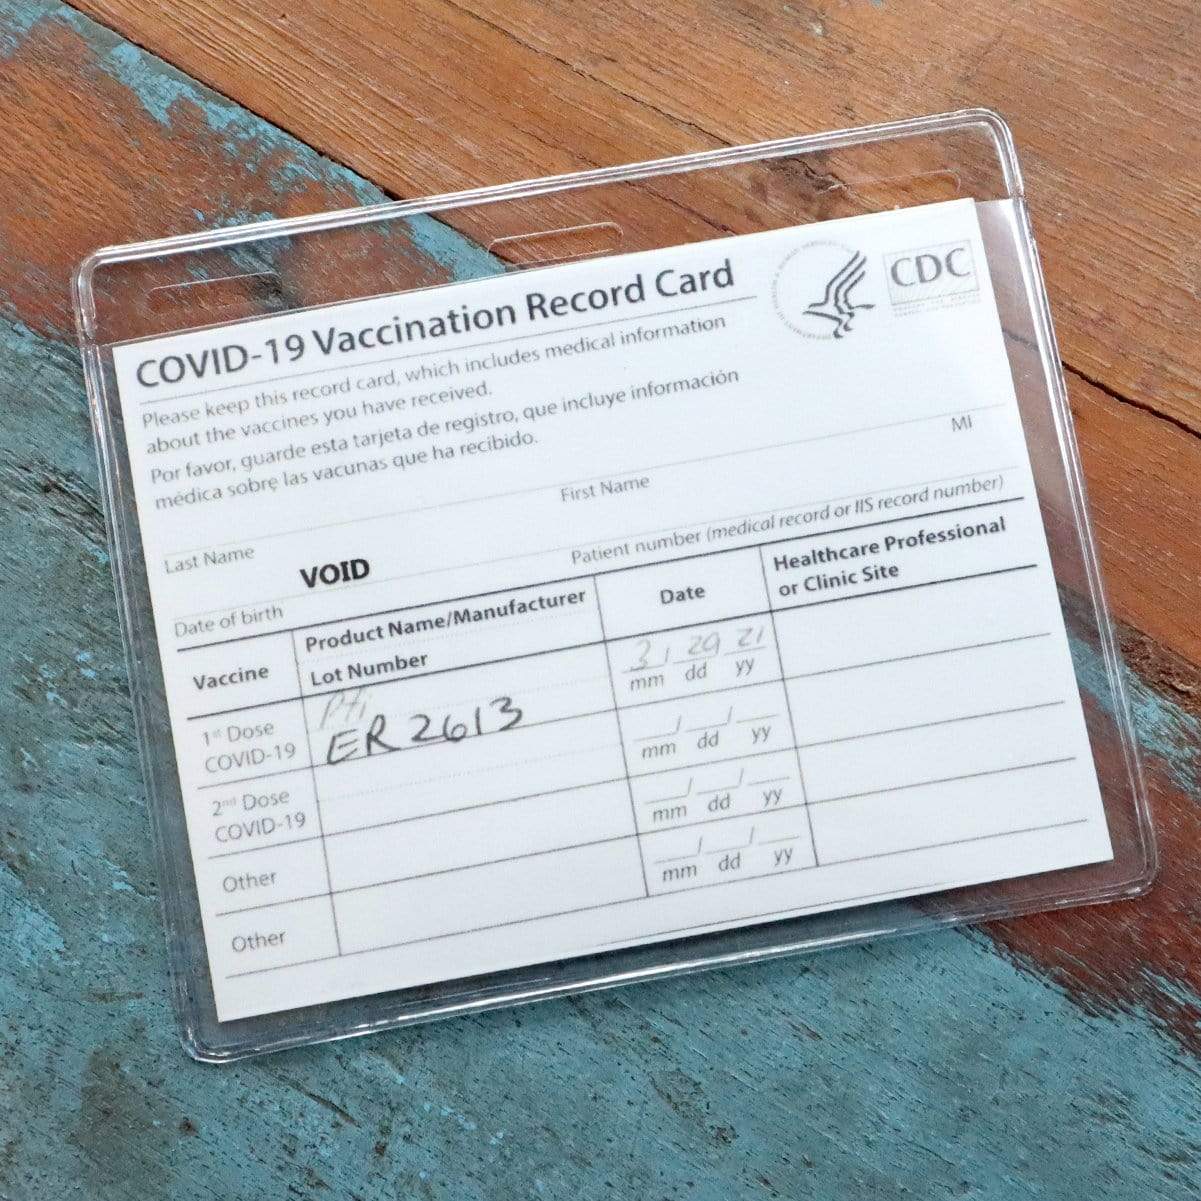 COVID-19 Vaccination Record Card
CDC
Please keep this record card, which includes medical information
about the vaccines you have received.
Por favor, guarde esta tarjeta de registro, que incluye información
médica sobre las vacunas que ha recibido.
Last Name
First Name
MI
Date of birth
VOID
Patient number (medical record or IIS record number)
Vaccine
Product Name/Manufacturer
Lot Number
Date
Healthcare Professional
or Clinic Site
1st Dose
COVID-19
Pfi
ER2613
3/29 21
mm dd yy
2nd Dose
COVID-19
/ /
mm dd yy
Other
/ /
mm dd yy
Other
/ /
mm dd yy